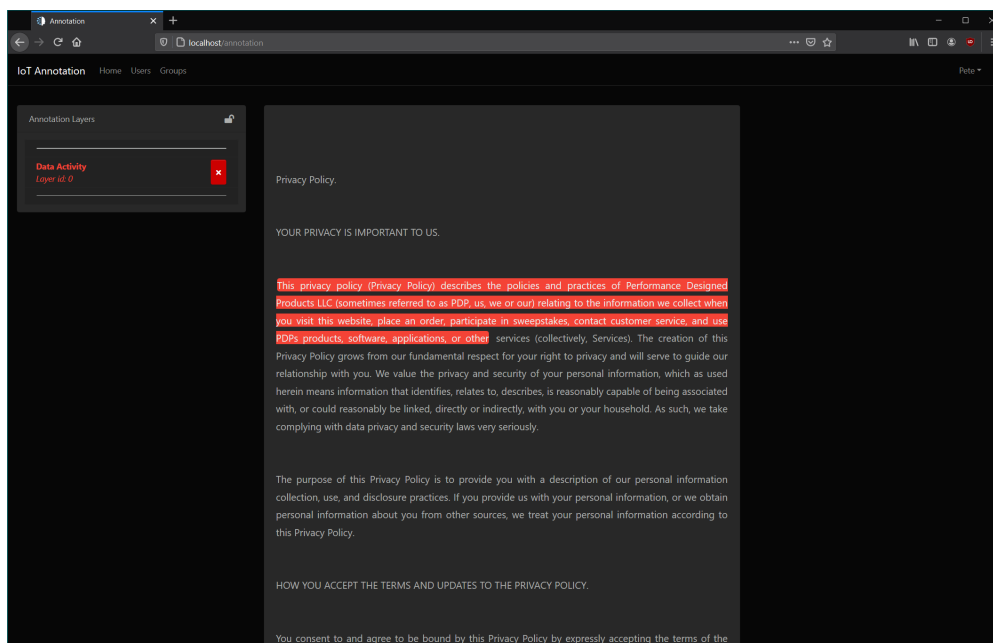 Annotation
localhost/annotation
IoT Annotation Home Users Groups
Pete
Annotation Layers
Data Activity
Layer id: 0
Privacy Policy.
YOUR PRIVACY IS IMPORTANT TO US.
This privacy policy (Privacy Policy) describes the policies and practices of Performance Designed
Products LLC (sometimes referred to as PDP, us, we or our) relating to the information we collect when
you visit this website, place an order, participate in sweepstakes, contact customer service, and use
PDPs products, software, applications, or other services (collectively, Services). The creation of this
Privacy Policy grows from our fundamental respect for your right to privacy and will serve to guide our
relationship with you. We value the privacy and security of your personal information, which as used
herein means information that identifies, relates to, describes, is reasonably capable of being associated
with, or could reasonably be linked, directly or indirectly, with you or your household. As such, we take
complying with data privacy and security laws very seriously.
The purpose of this Privacy Policy is to provide you with a description of our personal information
collection, use, and disclosure practices. If you provide us with your personal information, or we obtain
personal information about you from other sources, we treat your personal information according to
this Privacy Policy.
HOW YOU ACCEPT THE TERMS AND UPDATES TO THE PRIVACY POLICY.
You consent to and agree to be bound by this Privacy Policy by expressly accepting the terms of the